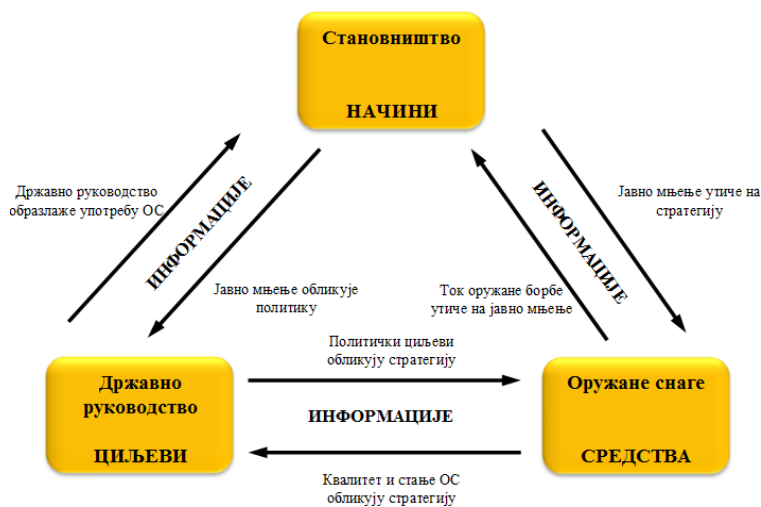 Становништво
НАЧИНИ
Државно руководство
образлаже употребу ОС
ИНФОРМАЦИЈЕ
Јавно мњење обликује
политику
ИНФОРМАЦИЈЕ
Јавно мњење утиче на
стратегију
Ток оружане борбе
утиче на јавно мњење
Државно
руководство
ЦИЉЕВИ
Политички циљеви
обликују стратегију
ИНФОРМАЦИЈЕ
Квалитет и стање ОС
обликују стратегију
Оружане снаге
СРЕДСТВА